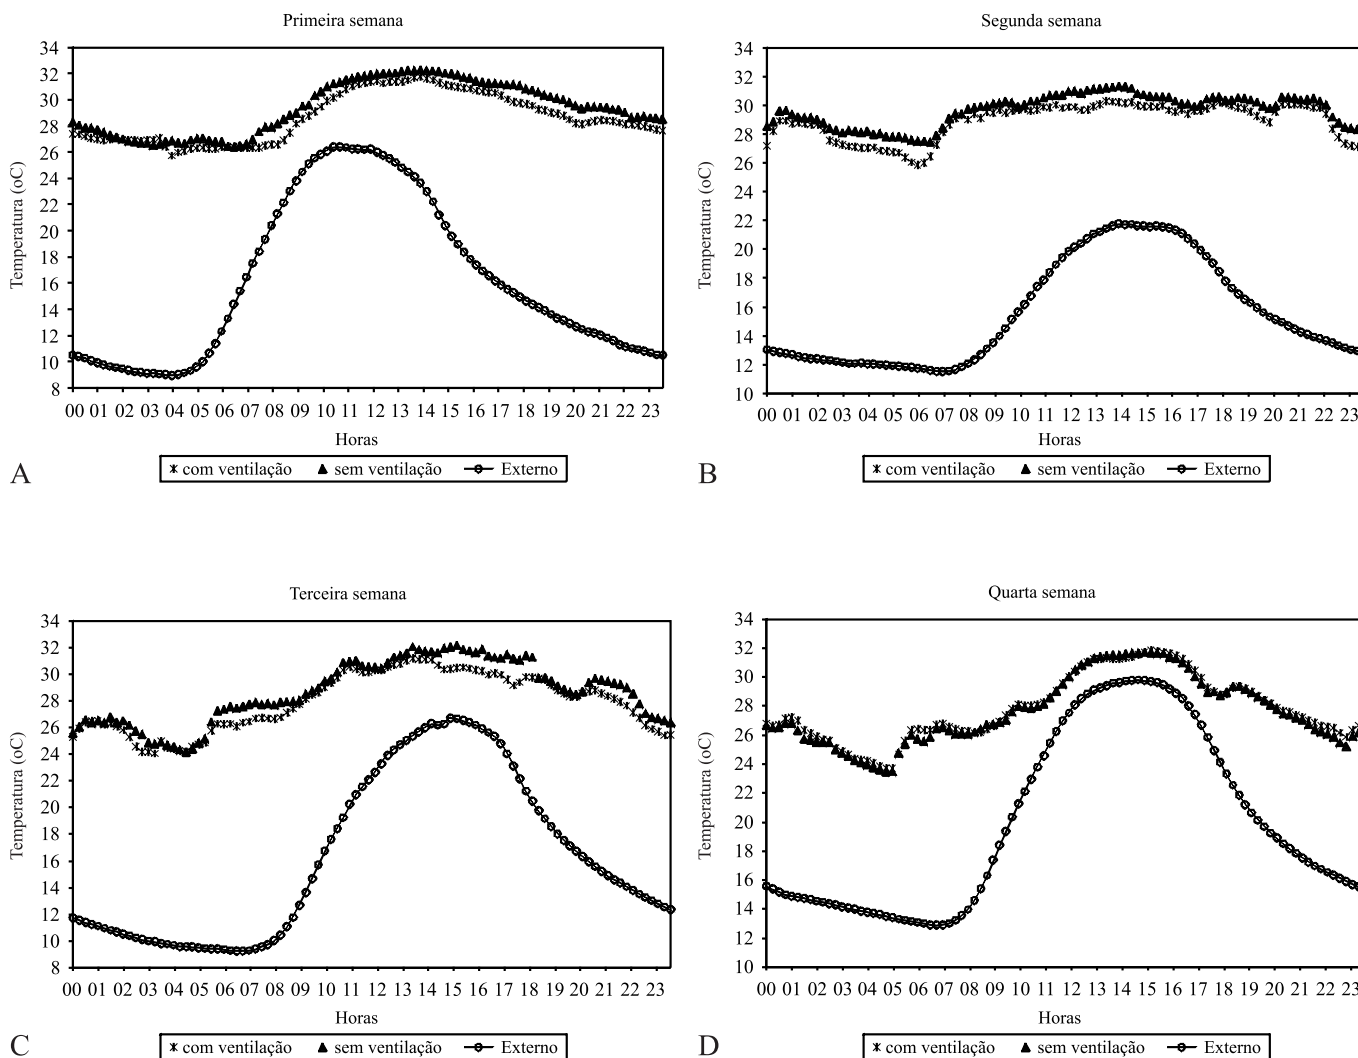 Primeira semana
34
32
30
28
26
24
22
20
18
16
14
12
10
8
Temperatura (oC)
00 01 02 03 04 05 06 07 08 09 10 11 12 13 14 15 16 17 18 19 20 21 22 23
Horas
com ventilação sem ventilação Externo
A
Segunda semana
34
32
30
28
26
24
22
20
18
16
14
12
10
Temperatura (oC)
00 01 02 03 04 05 06 07 08 09 10 11 12 13 14 15 16 17 18 19 20 21 22 23
Horas
com ventilação sem ventilação Externo
B
Terceira semana
34
32
30
28
26
24
22
20
18
16
14
12
10
8
Temperatura (oC)
00 01 02 03 04 05 06 07 08 09 10 11 12 13 14 15 16 17 18 19 20 21 22 23
Horas
com ventilação sem ventilação Externo
C
Quarta semana
34
32
30
28
26
24
22
20
18
16
14
12
10
Temperatura (oC)
00 01 02 03 04 05 06 07 08 09 10 11 12 13 14 15 16 17 18 19 20 21 22 23
Horas
com ventilação sem ventilação Externo
D